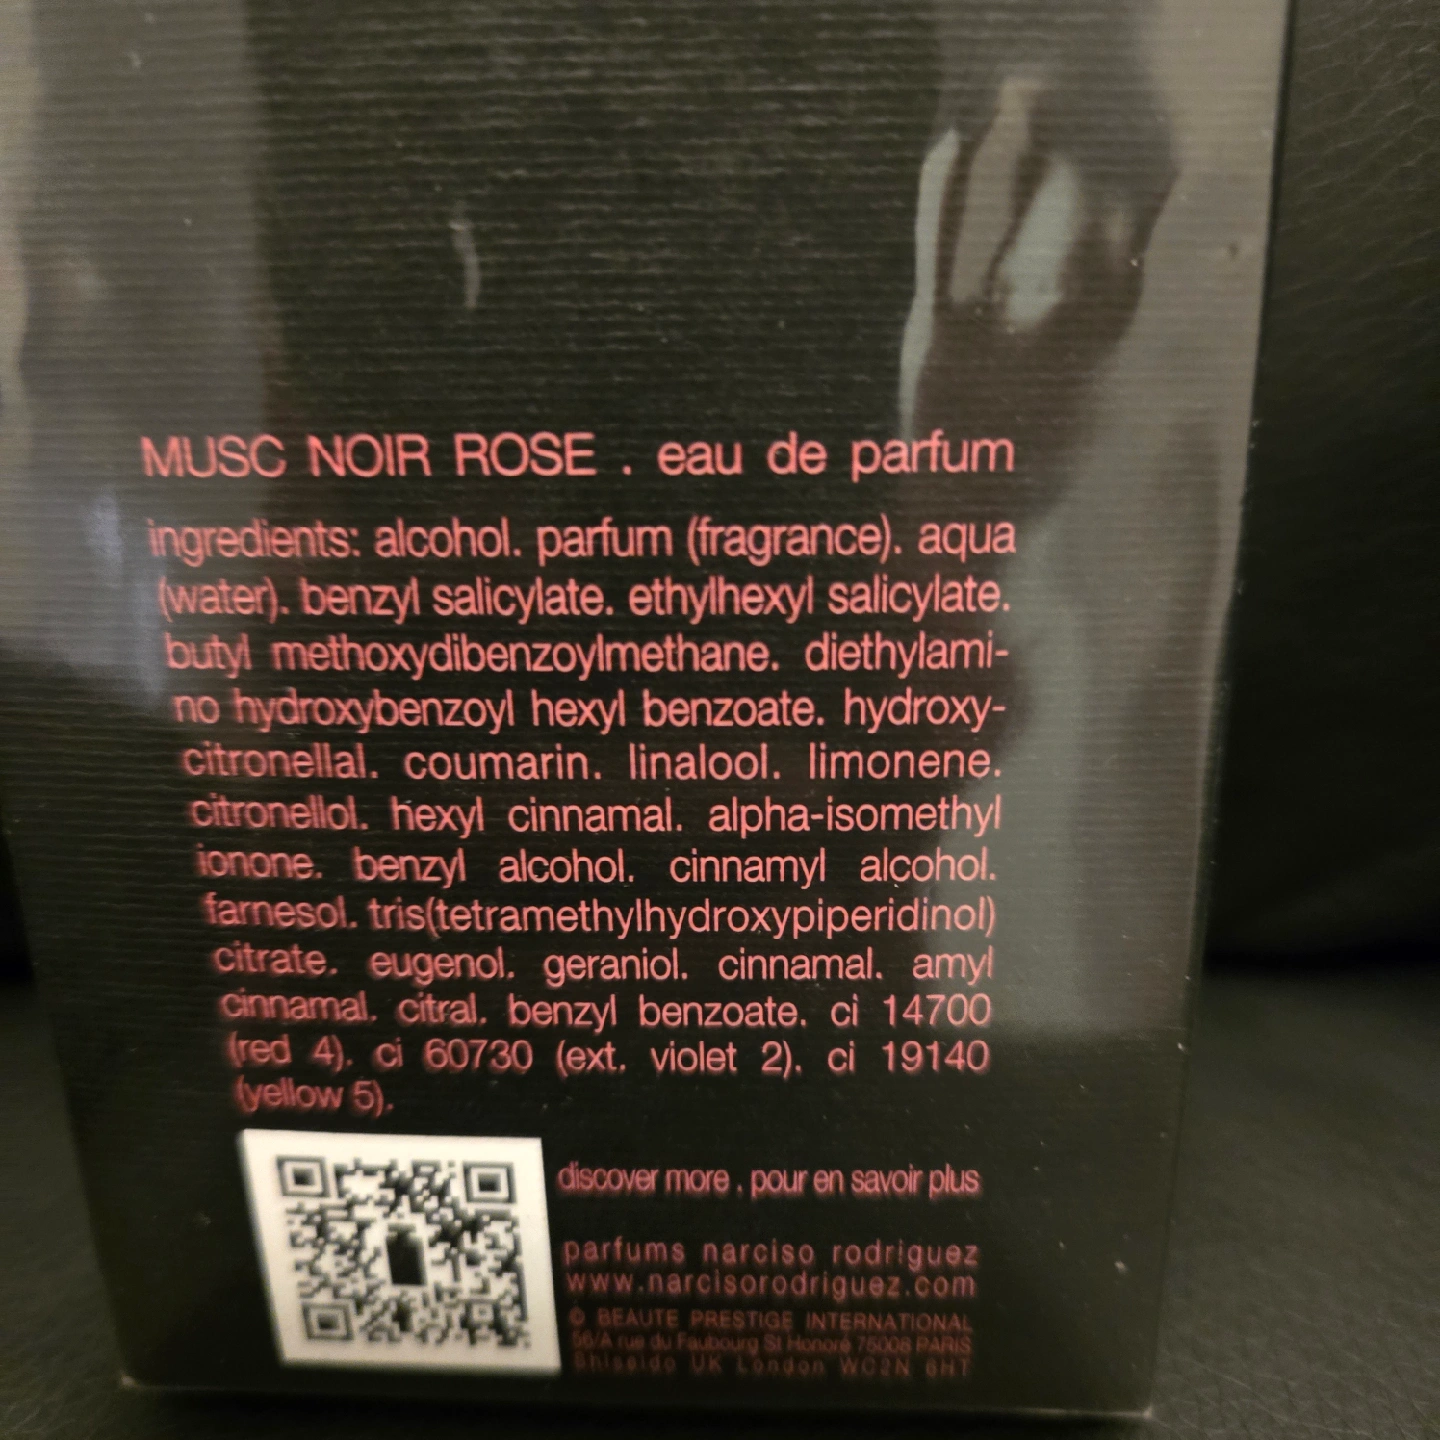 MUSC NOIR ROSE . eau de parfum
ingredients: alcohol. parfum (fragrance). aqua
(water). benzyl salicylate. ethylhexyl salicylate.
butyl methoxydibenzoylmethane. diethylami-
no hydroxybenzoyl hexyl benzoate. hydroxy-
citronellal. coumarin. linalool. limonene.
citronellol. hexyl cinnamal. alpha-isomethyl
ionone. benzyl alcohol. cinnamyl alcohol.
farnesol. tris(tetramethylhydroxypiperidinol)
citrate. eugenol. geraniol. cinnamal. amyl
cinnamal. citral. benzyl benzoate. ci 14700
(red 4). ci 60730 (ext. violet 2). ci 19140
(yellow 5).
discover more . pour en savoir plus
parfums narciso rodriguez
www.narcisorodriguez.com
© BEAUTE PRESTIGE INTERNATIONAL
56/A rue du Faubourg St Honoré 75008 PARIS
Shiseido UK London WC2N 6HT